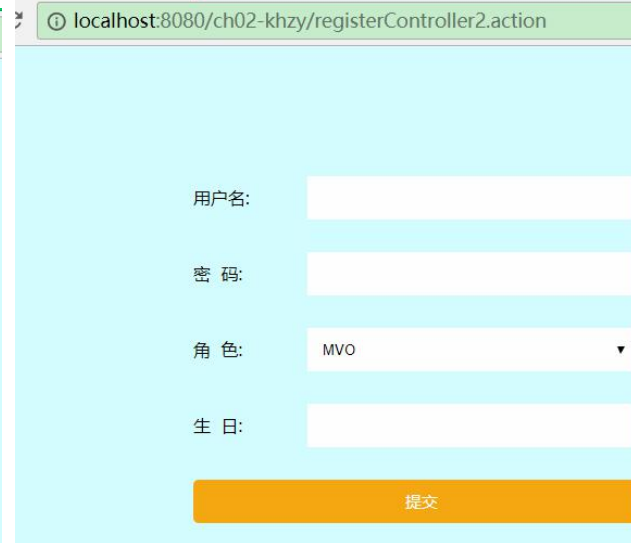 localhost:8080/ch02-khzy/registerController2.action
用户名:
密 码:
角 色: MVO
生 日:
提交